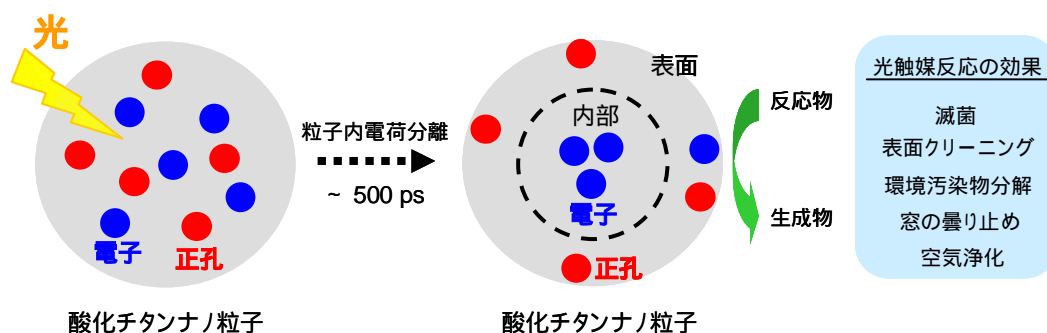 光
電子
正孔
酸化チタンナノ粒子
粒子内電荷分離
~ 500 ps
表面
内部
電子
正孔
酸化チタンナノ粒子
反応物
生成物
光触媒反応の効果
滅菌
表面クリーニング
環境汚染物分解
窓の曇り止め
空気浄化